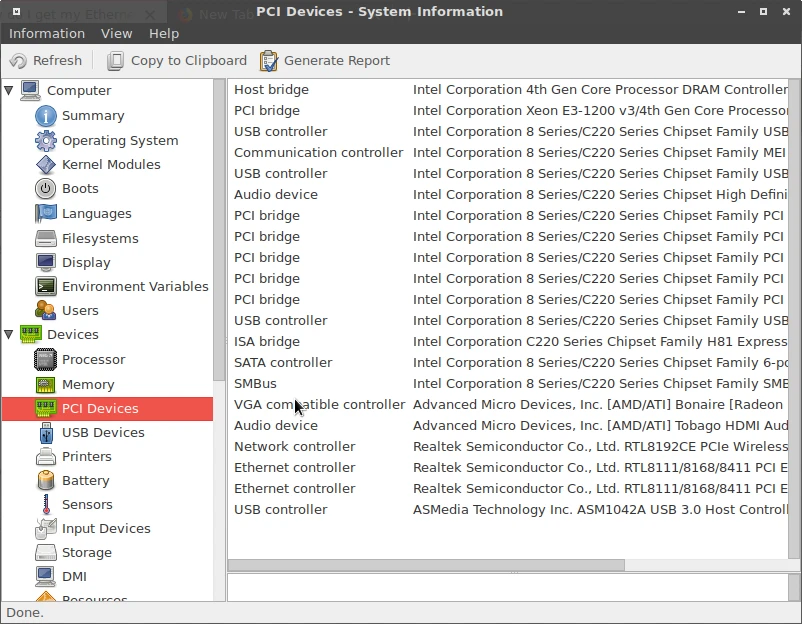 PCI Devices - System Information
Information View Help
Refresh Copy to Clipboard Generate Report
Computer
Summary
Operating System
Kernel Modules
Boots
Languages
Filesystems
Display
Environment Variables
Users
Devices
Processor
Memory
PCI Devices
USB Devices
Printers
Battery
Sensors
Input Devices
Storage
DMI
Resources
Host bridge Intel Corporation 4th Gen Core Processor DRAM Controller
PCI bridge Intel Corporation Xeon E3-1200 v3/4th Gen Core Processo
USB controller Intel Corporation 8 Series/C220 Series Chipset Family USB
Communication controller Intel Corporation 8 Series/C220 Series Chipset Family MEI
USB controller Intel Corporation 8 Series/C220 Series Chipset Family USB
Audio device Intel Corporation 8 Series/C220 Series Chipset High Defini
PCI bridge Intel Corporation 8 Series/C220 Series Chipset Family PCI
PCI bridge Intel Corporation 8 Series/C220 Series Chipset Family PCI
PCI bridge Intel Corporation 8 Series/C220 Series Chipset Family PCI
PCI bridge Intel Corporation 8 Series/C220 Series Chipset Family PCI
PCI bridge Intel Corporation 8 Series/C220 Series Chipset Family PCI
USB controller Intel Corporation 8 Series/C220 Series Chipset Family USB
ISA bridge Intel Corporation C220 Series Chipset Family H81 Express
SATA controller Intel Corporation 8 Series/C220 Series Chipset Family 6-po
SMBus Intel Corporation 8 Series/C220 Series Chipset Family SMB
VGA compatible controller Advanced Micro Devices, Inc. [AMD/ATI] Bonaire [Radeon
Audio device Advanced Micro Devices, Inc. [AMD/ATI] Tobago HDMI Aud
Network controller Realtek Semiconductor Co., Ltd. RTL8192CE PCIe Wireless
Ethernet controller Realtek Semiconductor Co., Ltd. RTL8111/8168/8411 PCI E
Ethernet controller Realtek Semiconductor Co., Ltd. RTL8111/8168/8411 PCI E
USB controller ASMedia Technology Inc. ASM1042A USB 3.0 Host Controll
Done.